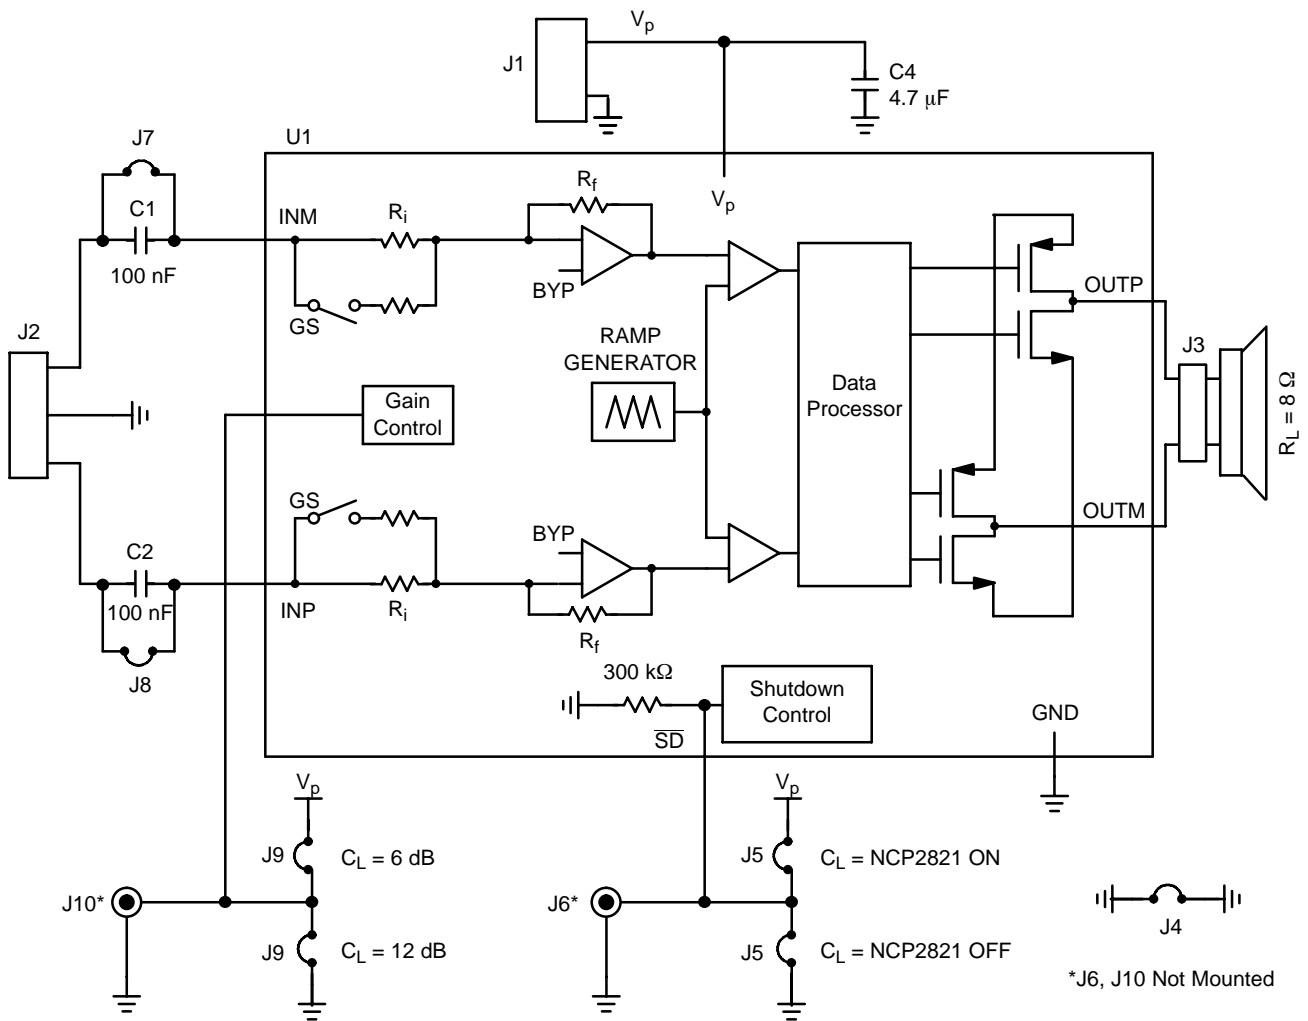 Vp
J1
C4
4.7 μF
J7
U1
C1
100 nF
INM
Ri
Rf
Vp
BYP
GS
OUTP
J2
RAMP
GENERATOR
J3
Gain
Control
Data
Processor
RL = 8 Ω
GS
OUTM
C2
100 nF
BYP
INP
Ri
Rf
J8
300 kΩ
Shutdown
Control
SD
GND
Vp
Vp
J9
CL = 6 dB
J5
CL = NCP2821 ON
J10*
J6*
J9
CL = 12 dB
J5
CL = NCP2821 OFF
J4
*J6, J10 Not Mounted